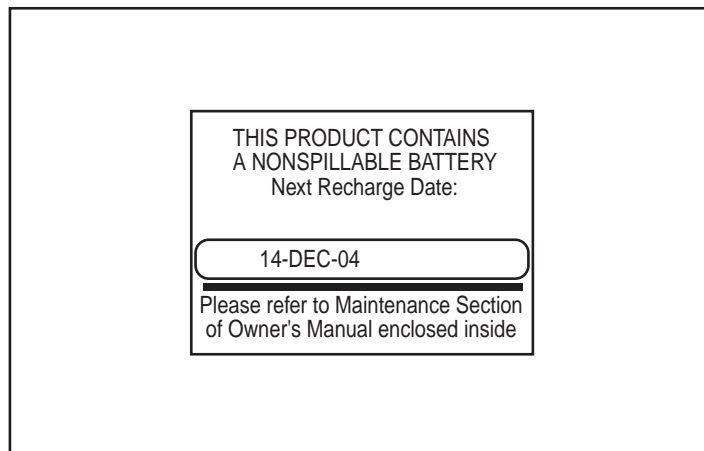 THIS PRODUCT CONTAINS
A NONSPILLABLE BATTERY
Next Recharge Date:
14-DEC-04
Please refer to Maintenance Section
of Owner's Manual enclosed inside